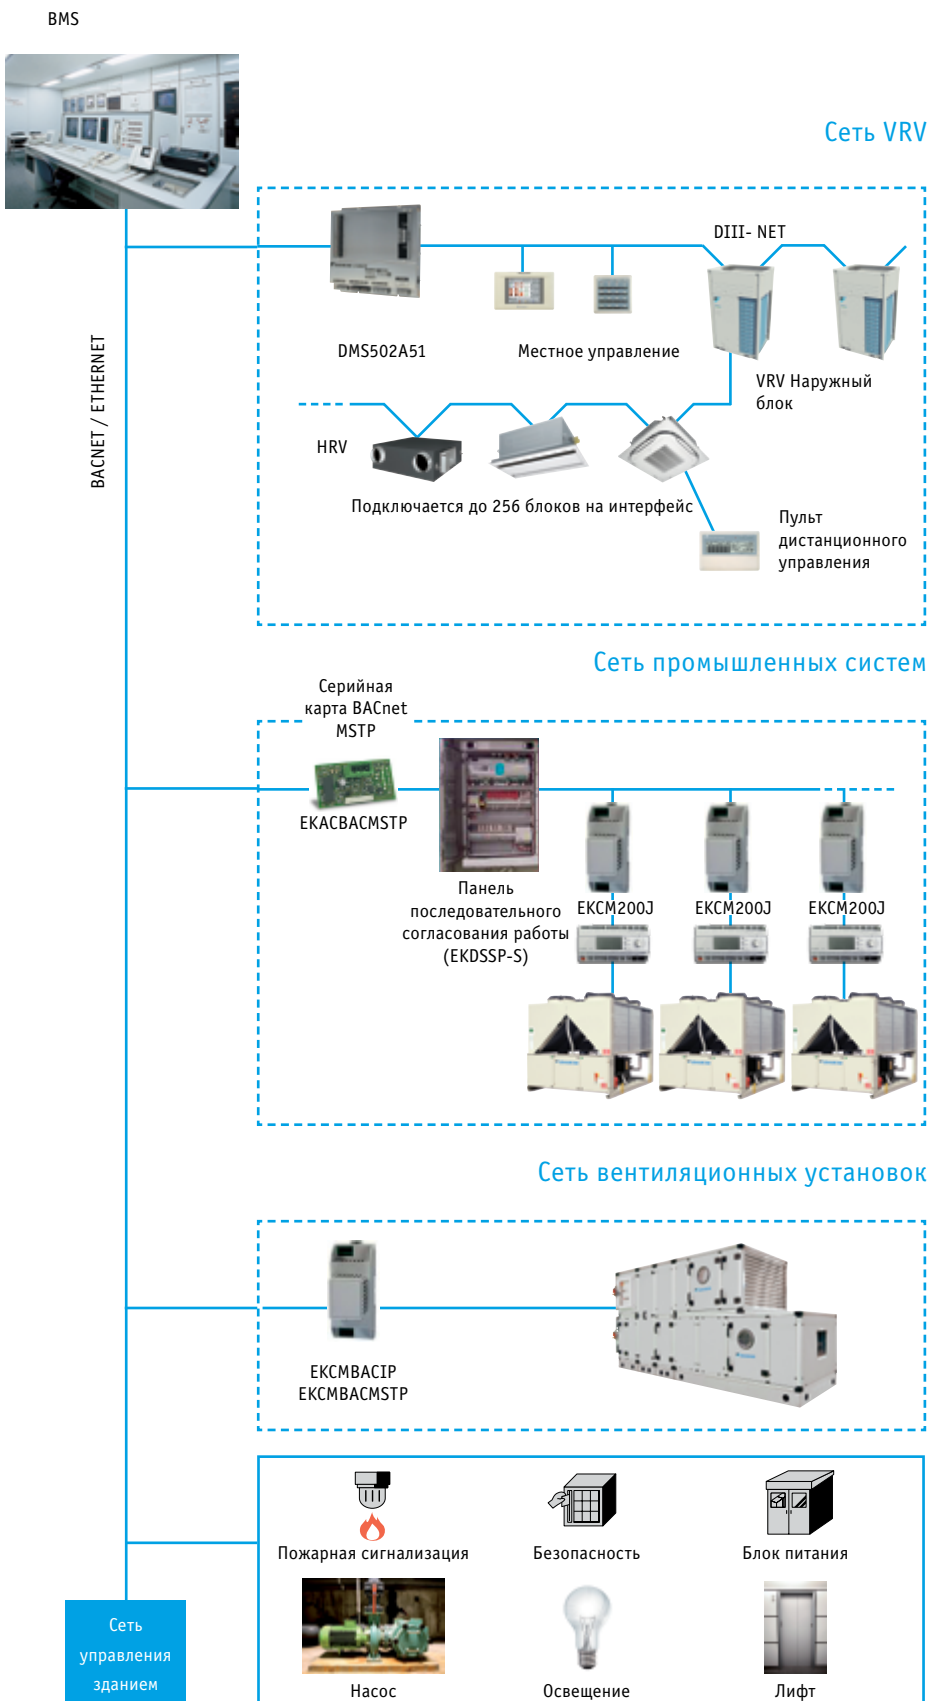 BMS
Сеть VRV
DIII- NET
DMS502A51
Местное управление
VRV Наружный
блок
BACNET / ETHERNET
HRV
Подключается до 256 блоков на интерфейс
Пульт
дистанционного
управления
Сеть промышленных систем
Серийная
карта BACnet
MSTP
EKACBACMSTP
Панель
последовательного
согласования работы
(EKDSSP-S)
EKCM200J
EKCM200J
EKCM200J
Сеть вентиляционных установок
EKCMBACIP
EKCMBACMSTP
Пожарная сигнализация
Безопасность
Блок питания
Сеть
управления
зданием
Насос
Освещение
Лифт